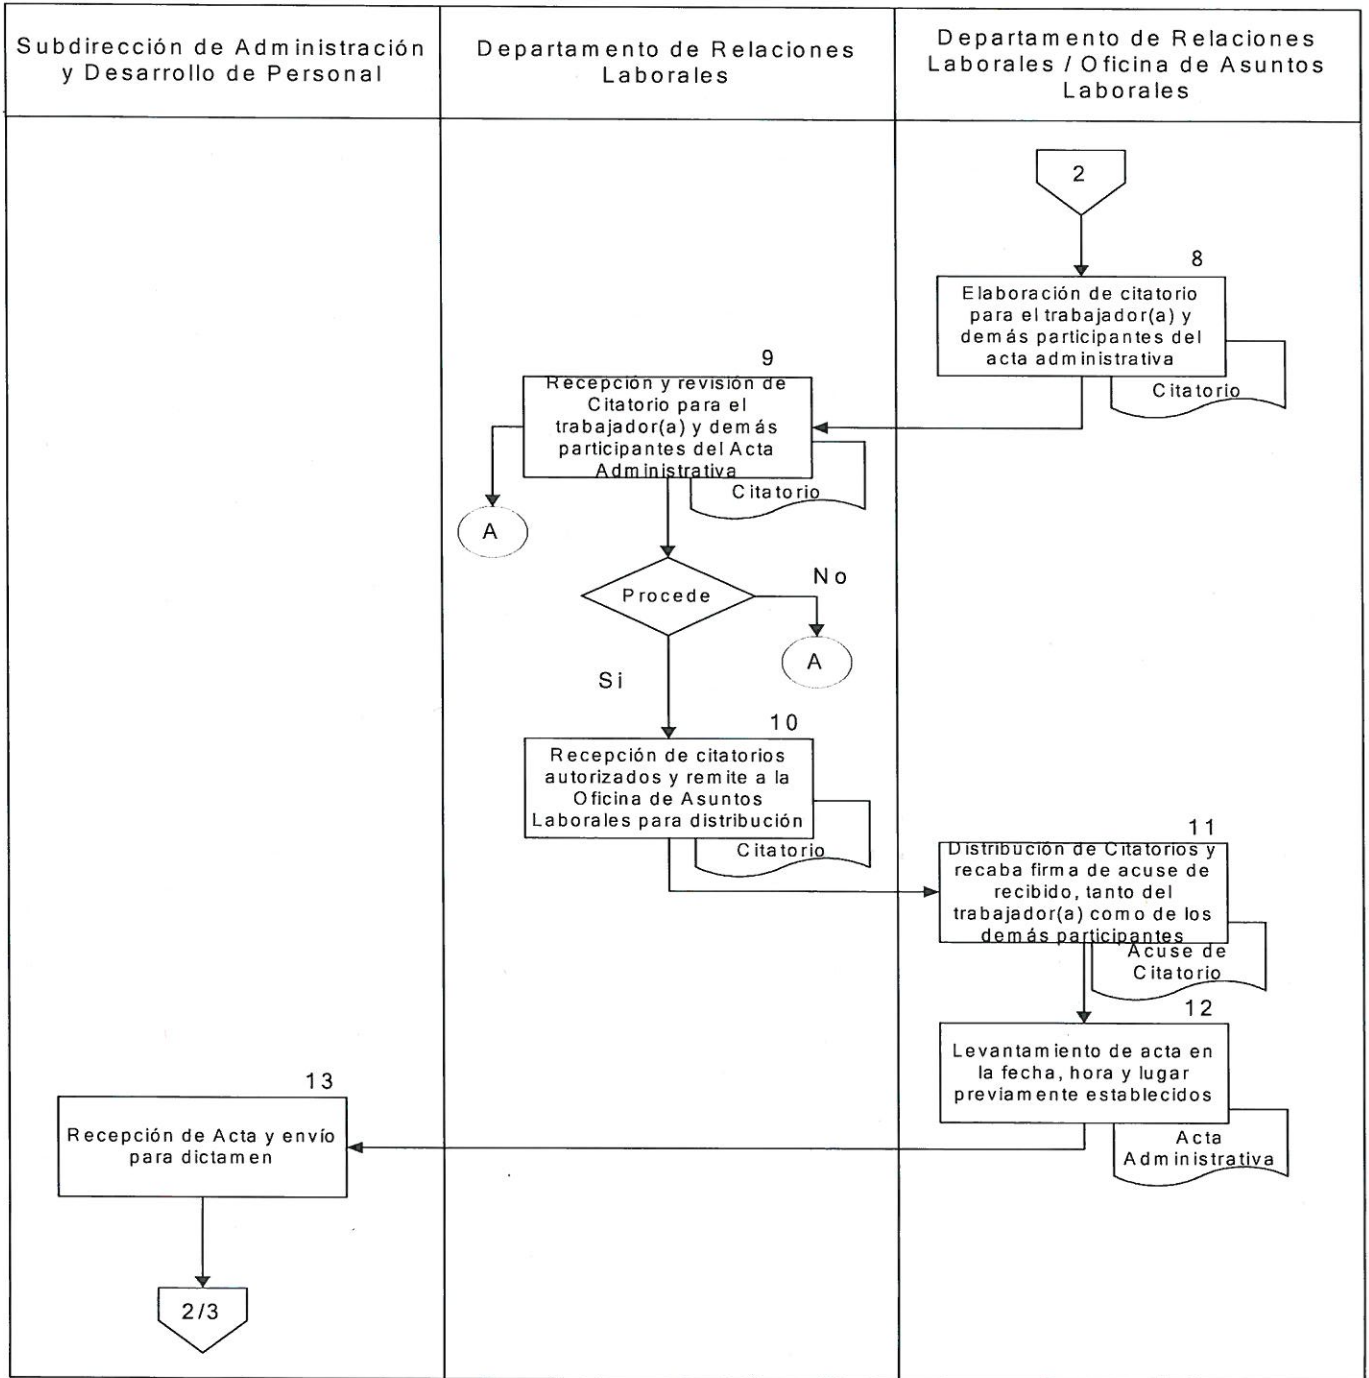 Subdirección de Administración
y Desarrollo de Personal
Departamento de Relaciones
Laborales
Departamento de Relaciones
Laborales / Oficina de Asuntos
Laborales
2
8
Elaboración de citatorio
para el trabajador(a) y
demás participantes del
acta administrativa
Citatorio
9
Recepción y revisión de
Citatorio para el
trabajador(a) y demás
participantes del Acta
Administrativa
Citatorio
A
Procede
No
A
Si
10
Recepción de citatorios
autorizados y remite a la
Oficina de Asuntos
Laborales para distribución
Citatorio
11
Distribución de Citatorios y
recaba firma de acuse de
recibido, tanto del
trabajador(a) como de los
demás participantes
Acuse de
Citatorio
12
Levantamiento de acta en
la fecha, hora y lugar
previamente establecidos
Acta
Administrativa
13
Recepción de Acta y envío
para dictamen
2/3